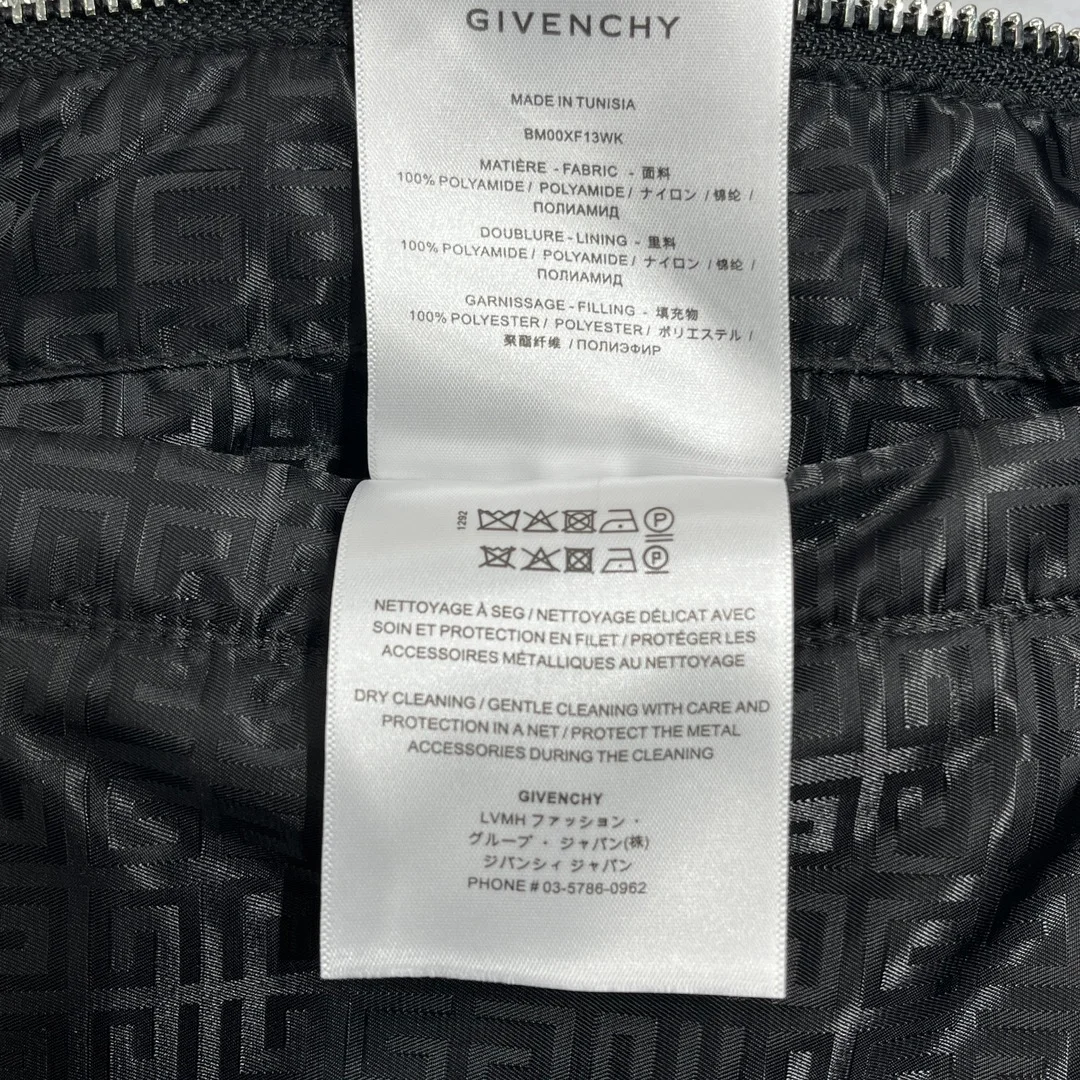 GIVENCHY
MADE IN TUNISIA
BM00XF13WK
MATIÈRE - FABRIC - 面料
100% POLYAMIDE / POLYAMIDE / ナイロン / 锦纶 /
ПОЛИАМИД
DOUBLURE - LINING - 里料
100% POLYAMIDE / POLYAMIDE / ナイロン / 锦纶 /
ПОЛИАМИД
GARNISSAGE - FILLING - 填充物
100% POLYESTER / POLYESTER / ポリエステル /
聚酯纤维 / ПОЛИЭФИР
1292
P
P
NETTOYAGE À SEG / NETTOYAGE DÉLICAT AVEC
SOIN ET PROTECTION EN FILET / PROTÉGER LES
ACCESSOIRES MÉTALLIQUES AU NETTOYAGE
DRY CLEANING / GENTLE CLEANING WITH CARE AND
PROTECTION IN A NET / PROTECT THE METAL
ACCESSORIES DURING THE CLEANING
GIVENCHY
LVMH ファッション・
グループ・ジャパン(株)
ジバンシィ ジャパン
PHONE # 03-5786-0962